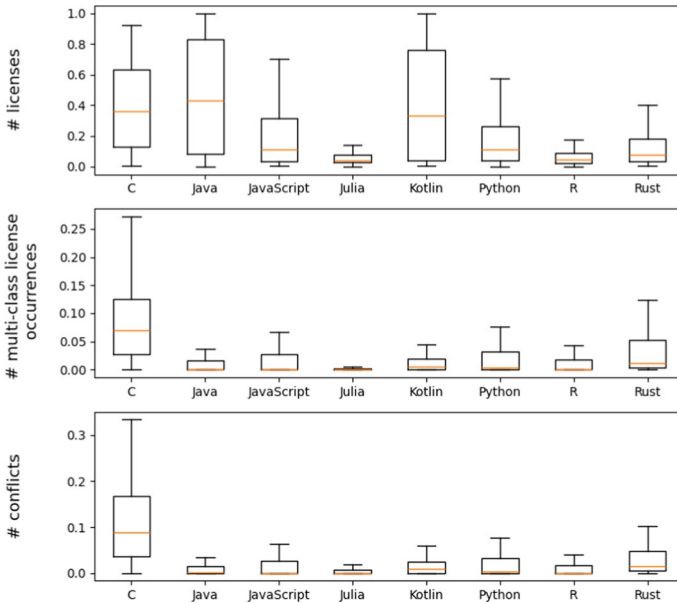 # licenses
1.0
0.8
0.6
0.4
0.2
0.0
C Java JavaScript Julia Kotlin Python R Rust
# multi-class license
occurrences
0.25
0.20
0.15
0.10
0.05
0.00
C Java JavaScript Julia Kotlin Python R Rust
# conflicts
0.3
0.2
0.1
0.0
C Java JavaScript Julia Kotlin Python R Rust